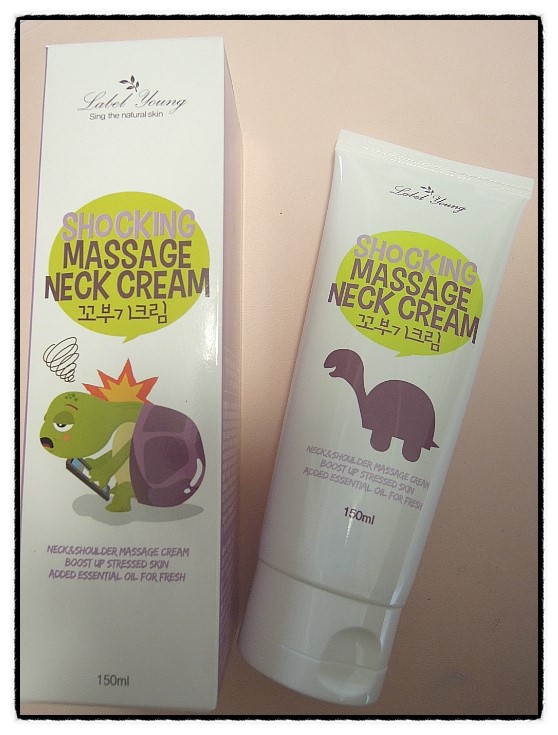 Label Young
Sing the natural skin
SHOCKING
MASSAGE
NECK CREAM
꼬부기크림
NECK&SHOULDER MASSAGE CREAM
BOOST UP STRESSED SKIN
ADDED ESSENTIAL OIL FOR FRESH
150ml
Label Young
SHOCKING
MASSAGE
NECK CREAM
꼬부기크림
NECK&SHOULDER MASSAGE CREAM
BOOST UP STRESSED SKIN
ADDED ESSENTIAL OIL FOR FRESH
150ml